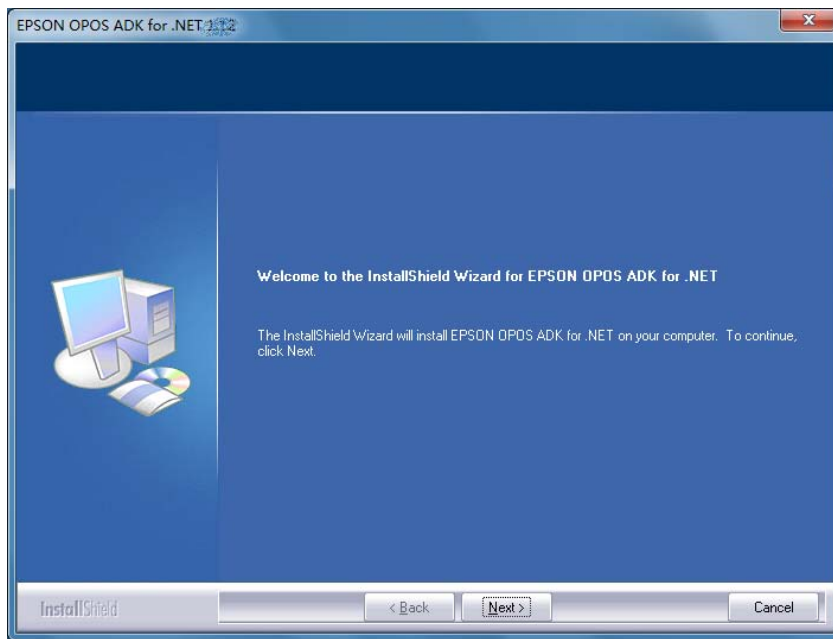 EPSON OPOS ADK for .NET
Welcome to the InstallShield Wizard for EPSON OPOS ADK for .NET
The InstallShield Wizard will install EPSON OPOS ADK for .NET on your computer. To continue,
click Next.
InstallShield
< Back
Next >
Cancel